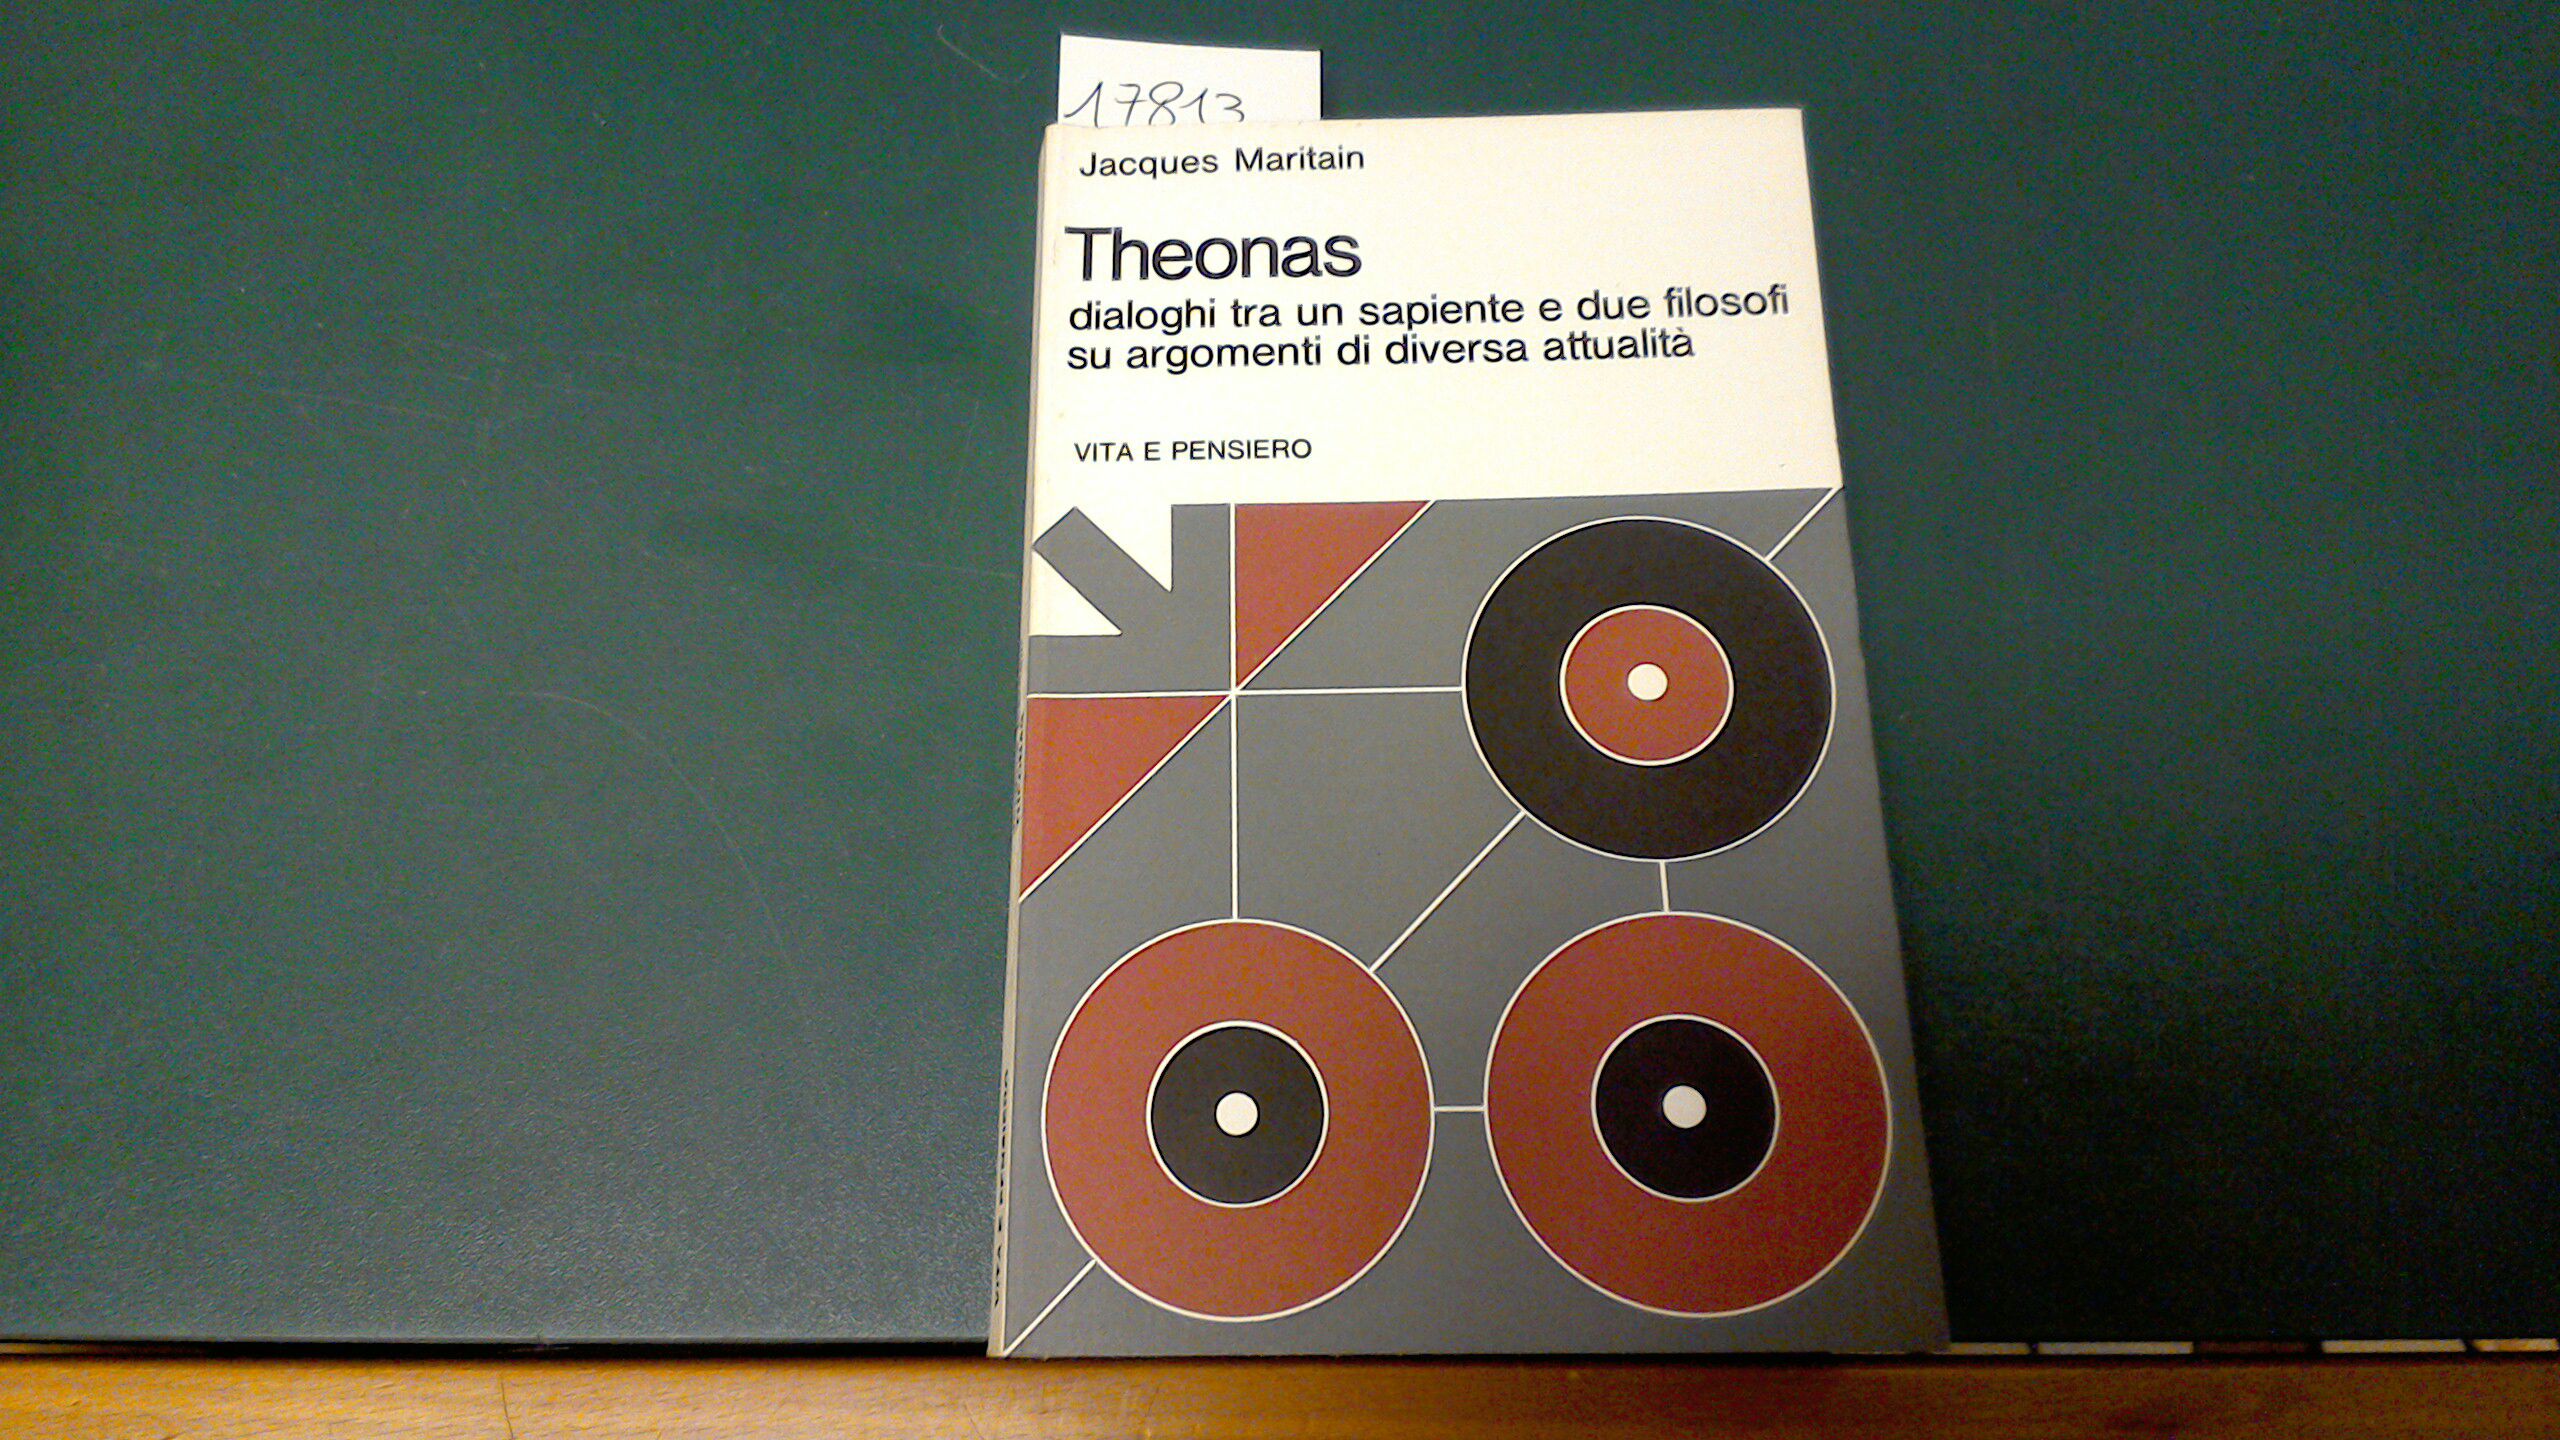 17813
Jacques Maritain
Theonas
dialoghi tra un sapiente e due filosofi
su argomenti di diversa attualità
VITA E PENSIERO